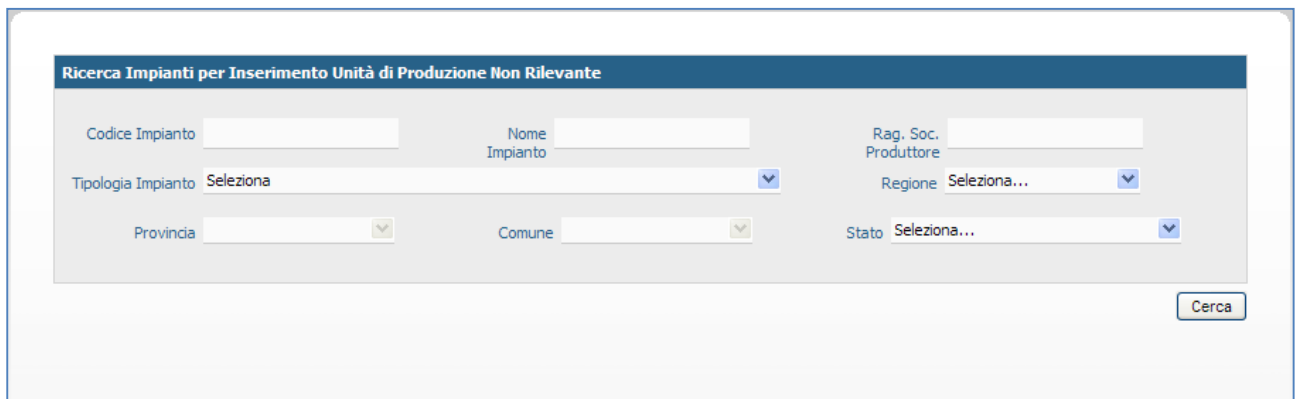 Ricerca Impianti per Inserimento Unità di Produzione Non Rilevante
Codice Impianto
Nome
Impianto
Rag. Soc.
Produttore
Tipologia Impianto Seleziona
Regione Seleziona...
Provincia
Comune
Stato Seleziona...
Cerca